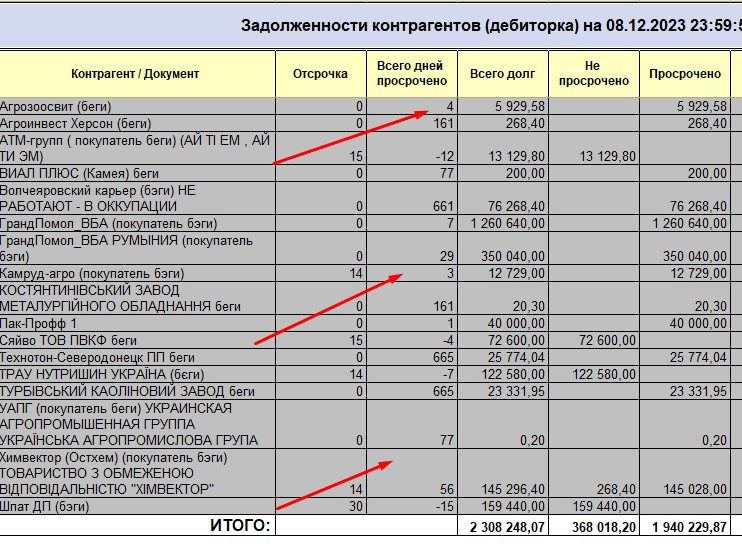 Задолженности контрагентов (дебиторка) на 08.12.2023 23:59:5
Контрагент / Документ Отсрочка Всего дней просрочено Всего долг Не просрочено Просрочено
Агрозоосвит (беги) 0 4 5 929,58 5 929,58
Агроинвест Херсон (беги) 0 161 268,40 268,40
АТМ-групп ( покупатель беги) (АЙ ТІ ЕМ , АЙ
ТИ ЭМ) 15 -12 13 129,80 13 129,80
ВИАЛ ПЛЮС (Камея) беги 0 77 200,00 200,00
Волчеяровский карьер (бэги) НЕ
РАБОТАЮТ - В ОККУПАЦИИ 0 661 76 268,40 76 268,40
ГрандПомол_ВБА (покупатель бэги) 0 7 1 260 640,00 1 260 640,00
ГрандПомол_ВБА РУМЫНИЯ (покупатель
бэги) 0 29 350 040,00 350 040,00
Камруд-агро (покупатель бэги) 14 3 12 729,00 12 729,00
КОСТЯНТИНІВСЬКИЙ ЗАВОД
МЕТАЛУРГІЙНОГО ОБЛАДНАННЯ беги 0 161 20,30 20,30
Пак-Профф 1 0 1 40 000,00 40 000,00
Сяйво ТОВ ПВКФ беги 15 -4 72 600,00 72 600,00
Технотон-Северодонецк ПП беги 0 665 25 774,04 25 774,04
ТРАУ НУТРИШИН УКРАЇНА (бєги) 14 -7 122 580,00 122 580,00
ТУРБІВСЬКИЙ КАОЛІНОВИЙ ЗАВОД беги 0 665 23 331,95 23 331,95
УАПГ (покупатель беги) УКРАИНСКАЯ
АГРОПРОМЫШЕННАЯ ГРУППА
УКРАЇНСЬКА АГРОПРОМИСЛОВА ГРУПА 0 77 0,20 0,20
Химвектор (Остхем) (покупатель бэги)
ТОВАРИСТВО З ОБМЕЖЕНОЮ
ВІДПОВІДАЛЬНІСТЮ "ХІМВЕКТОР" 14 56 145 296,40 268,40 145 028,00
Шпат ДП (бэги) 30 -15 159 440,00 159 440,00
ИТОГО: 2 308 248,07 368 018,20 1 940 229,87